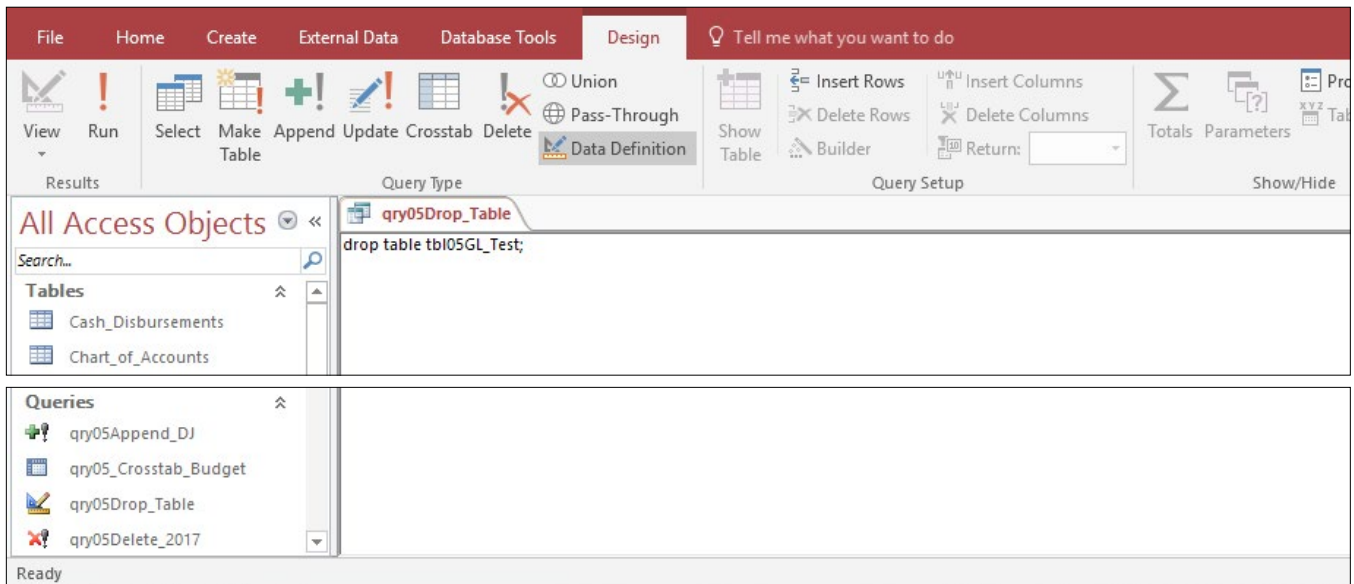 File Home Create External Data Database Tools Design Tell me what you want to do
View Run Select Make Table Append Update Crosstab Delete
Union
Pass-Through
Data Definition
Show Table
Insert Rows
Delete Rows
Builder
Insert Columns
Delete Columns
Return:
Totals Parameters
XYZ
Results Query Type Query Setup Show/Hide
All Access Objects «
qry05Drop_Table
Search...
drop table tbl05GL_Test;
Tables
Cash_Disbursements
Chart_of_Accounts
Queries
qry05Append_DJ
qry05_Crosstab_Budget
qry05Drop_Table
qry05Delete_2017
Ready